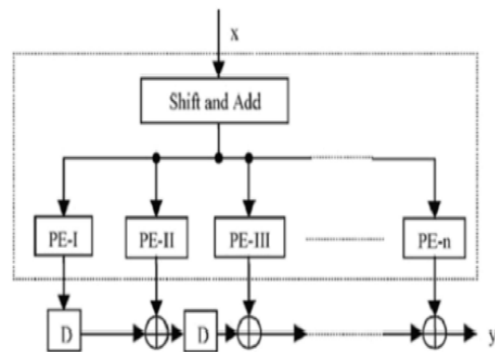 x
Shift and Add
PE-I
PE-II
PE-III
PE-n
D
D
y